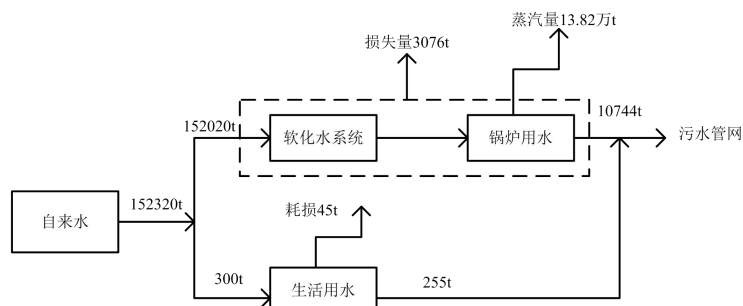 蒸汽量13.82万t
损失量3076t
10744t
152020t
软化水系统
锅炉用水
污水管网
自来水
152320t
耗损45t
300t
生活用水
255t